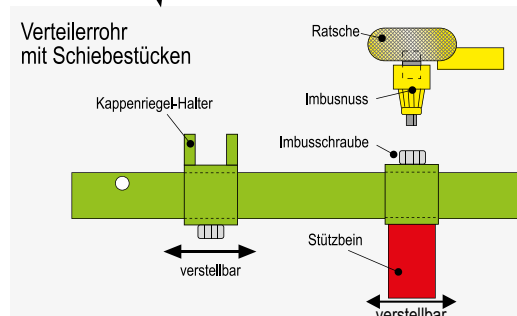 Verteilerrohr
mit Schiebestücken
Ratsche
Kappenriegel-Halter
Imbusnuss
Imbusschraube
Stützbein
verstellbar
verstellbar